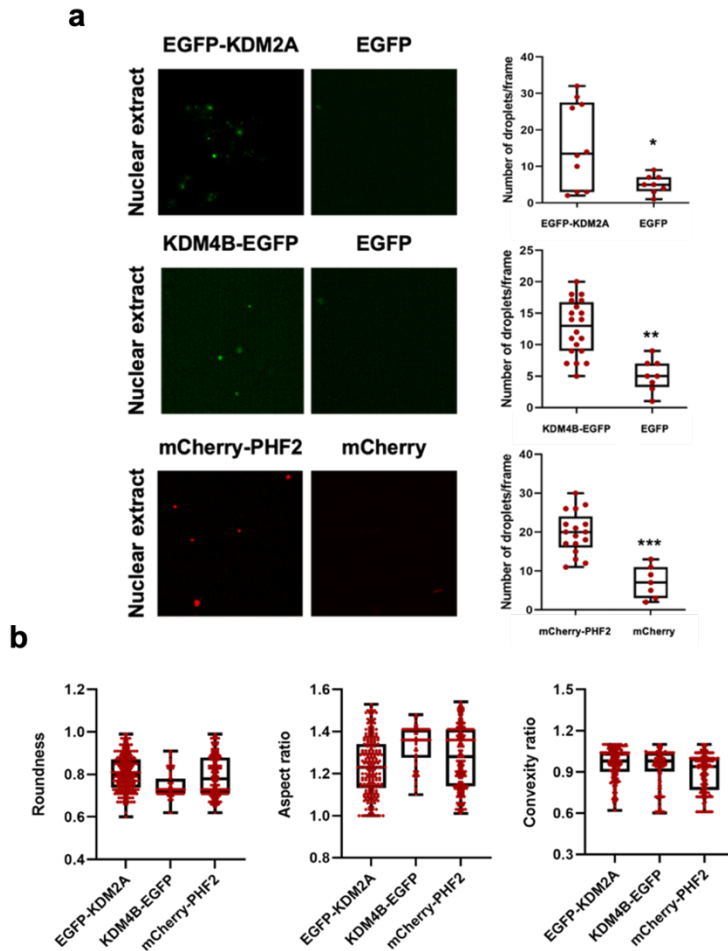 a
EGFP-KDM2A EGFP
Nuclear extract
Number of droplets/frame
40
30
20
10
0
*
EGFP-KDM2A EGFP
KDM4B-EGFP EGFP
Nuclear extract
Number of droplets/frame
25
20
15
10
5
0
**
KDM4B-EGFP EGFP
mCherry-PHF2 mCherry
Nuclear extract
Number of droplets/frame
40
30
20
10
0
***
mCherry-PHF2 mCherry
b
Roundness
1.2
1.0
0.8
0.6
0.4
EGFP-KDM2A
KDM4B-EGFP
mCherry-PHF2
Aspect ratio
1.6
1.4
1.2
1.0
0.8
EGFP-KDM2A
KDM4B-EGFP
mCherry-PHF2
Convexity ratio
1.5
1.2
0.9
0.6
0.3
EGFP-KDM2A
KDM4B-EGFP
mCherry-PHF2